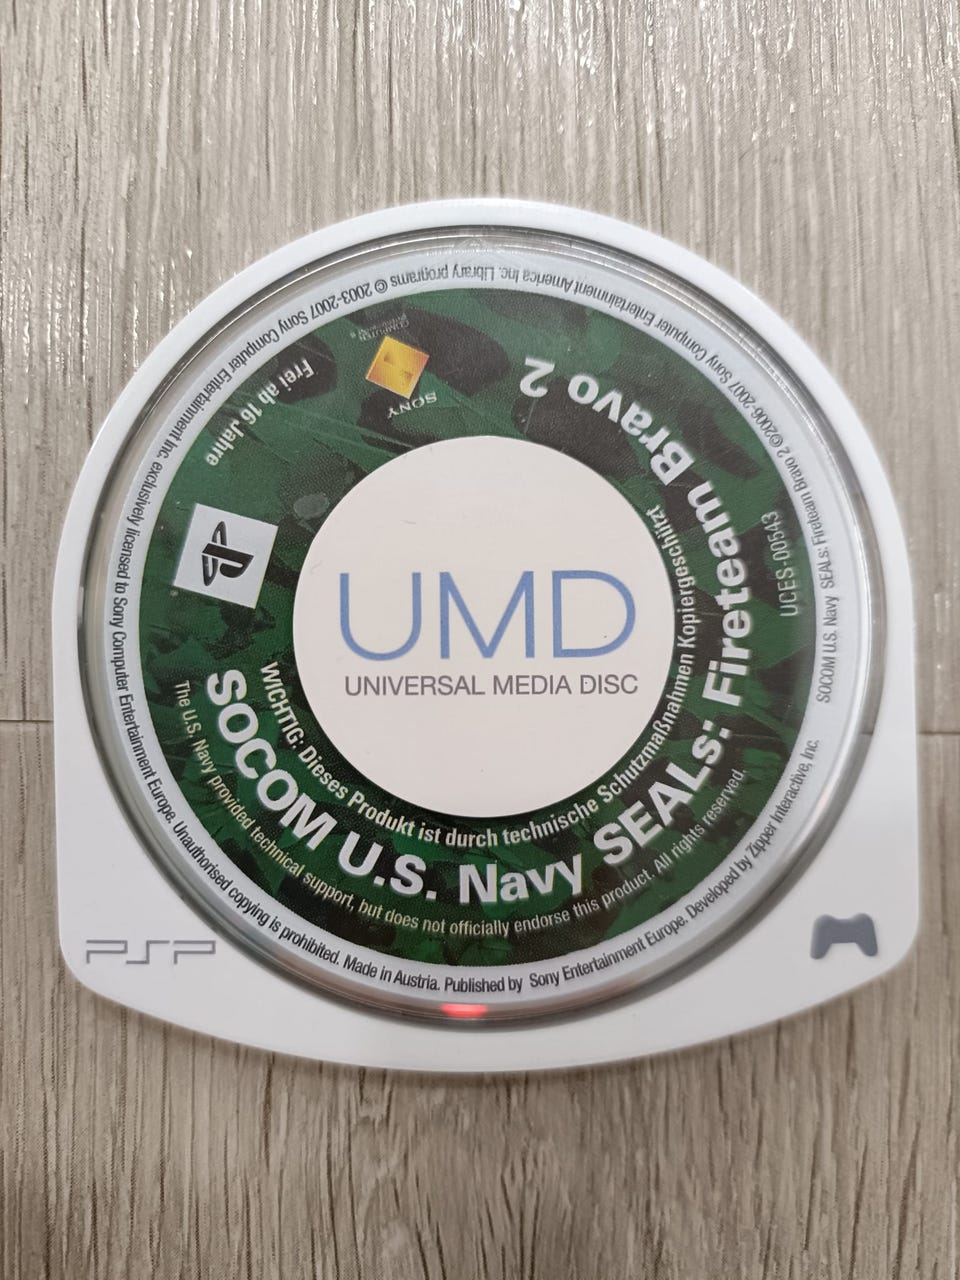 UMD
UNIVERSAL MEDIA DISC
SOCOM U.S. Navy SEALs: Fireteam Bravo 2
WICHTIG: Dieses Produkt ist durch technische Schutzmaßnahmen Kopiergeschützt
The U.S. Navy provided technical support, but does not officially endorse this product. All rights reserved.
UCES-00543
Frei ab 16 Jahre
SONY
COMPUTER
SOCOM U.S. Navy SEALs: Fireteam Bravo 2 ©2006-2007 Sony Computer Entertainment America Inc. Library programs © 2003-2007 Sony Computer Entertainment Inc. exclusively licensed to Sony Computer Entertainment Europe. Unauthorised copying is prohibited. Made in Austria. Published by Sony Entertainment Europe. Developed by Zipper Interactive, Inc.
PSP